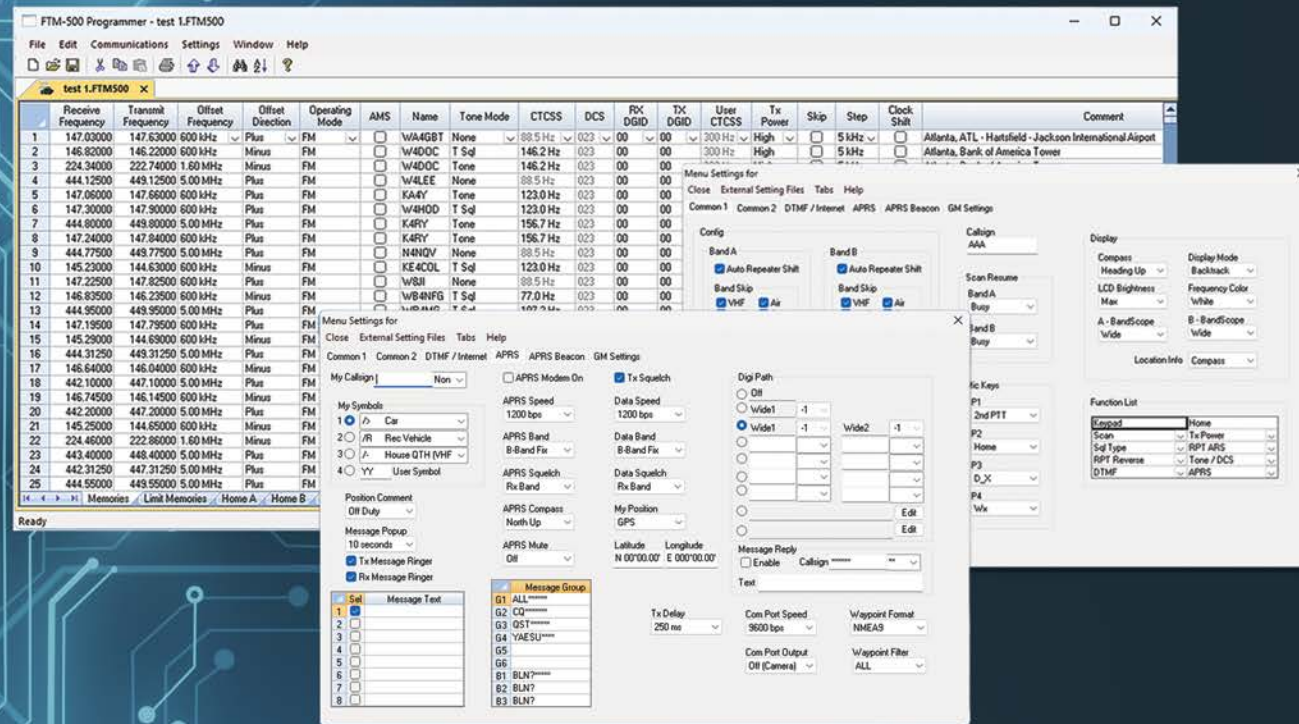 FTM-500 Programmer - test 1.FTM500
File Edit Communications Settings Window Help
test 1.FTM500
Receive Frequency Transmit Frequency Offset Frequency Offset Direction Operating Mode AMS Name Tone Mode CTCSS DCS RX DGID TX DGID User CTCSS Tx Power Skip Step Clock Shift Comment
1 147.03000 147.63000 600 kHz Plus FM WA4GBT None 88.5 Hz 023 00 00 300 Hz High 5 kHz Atlanta, ATL - Hartsfield - Jackson International Airport
2 146.82000 146.22000 600 kHz Minus FM W4DOC T Sql 146.2 Hz 023 00 00 300 Hz High 5 kHz Atlanta, Bank of America Tower
3 224.34000 222.74000 1.60 MHz Minus FM W4DOC Tone 146.2 Hz 023 00 00
4 444.12500 449.12500 5.00 MHz Plus FM W4LEE None 88.5 Hz 023 00 00
5 147.06000 147.66000 600 kHz Plus FM KA4Y Tone 123.0 Hz 023 00 00
6 147.30000 147.90000 600 kHz Plus FM W4HOD T Sql 123.0 Hz 023 00 00
7 444.80000 449.80000 5.00 MHz Plus FM K4RY Tone 156.7 Hz 023 00 00
8 147.24000 147.84000 600 kHz Plus FM K4RY Tone 156.7 Hz 023 00 00
9 444.77500 449.77500 5.00 MHz Plus FM N4NQV None 88.5 Hz 023 00 00
10 145.23000 144.63000 600 kHz Minus FM KE4COL T Sql 123.0 Hz 023 00 00
11 147.22500 147.82500 600 kHz Plus FM W8JI None 88.5 Hz 023 00 00
12 146.83500 146.23500 600 kHz Minus FM WB4NFG T Sql 77.0 Hz 023 00 00
13 444.95000 449.95000 5.00 MHz Plus FM
14 147.19500 147.79500 600 kHz Plus FM
15 145.29000 144.69000 600 kHz Minus FM
16 444.31250 449.31250 5.00 MHz Plus FM
17 146.64000 146.04000 600 kHz Minus FM
18 442.10000 447.10000 5.00 MHz Plus FM
19 146.74500 146.14500 600 kHz Minus FM
20 442.20000 447.20000 5.00 MHz Plus FM
21 145.25000 144.65000 600 kHz Minus FM
22 224.46000 222.86000 1.60 MHz Minus FM
23 443.40000 448.40000 5.00 MHz Plus FM
24 442.31250 447.31250 5.00 MHz Plus FM
25 444.55000 449.55000 5.00 MHz Plus FM
Memories Limit Memories Home A Home B
Ready
Menu Settings for
Close External Setting Files Tabs Help
Common 1 Common 2 DTMF / Internet APRS APRS Beacon GM Settings
Config
Band A
Auto Repeater Shift
Band Skip
VHF Air
Band B
Auto Repeater Shift
Band Skip
VHF Air
Callsign
AAA
Scan Resume
Band A
Busy
Band B
Busy
Mic Keys
P1
2nd PTT
P2
Home
P3
D_X
P4
Wx
Display
Compass Display Mode
Heading Up Backtrack
LCD Brightness Frequency Color
Max White
A - BandScope B - BandScope
Wide Wide
Location Info Compass
Function List
Keypad Home
Scan Tx Power
Sql Type RPT ARS
RPT Reverse Tone / DCS
DTMF APRS
Menu Settings for
Close External Setting Files Tabs Help
Common 1 Common 2 DTMF / Internet APRS APRS Beacon GM Settings
My Callsign Non
My Symbols
1 /> Car
2 /R Rec Vehicle
3 /- House QTH (VHF
4 YY User Symbol
Position Comment
Off Duty
Message Popup
10 seconds
Tx Message Ringer
Rx Message Ringer
Sel Message Text
1
2
3
4
5
6
7
8
APRS Modem On
APRS Speed
1200 bps
APRS Band
B-Band Fix
APRS Squelch
Rx Band
APRS Compass
North Up
APRS Mute
Off
Tx Squelch
Data Speed
1200 bps
Data Band
B-Band Fix
Data Squelch
Rx Band
My Position
GPS
Latitude Longitude
N 00°00.00' E 000°00.00'
Message Group
G1 ALL******
G2 CQ*******
G3 QST******
G4 YAESU****
G5
G6
B1 BLN?*****
B2 BLN?
B3 BLN?
Digi Path
Off
Wide1 -1
Wide1 -1 Wide2 -1
Edit
Edit
Message Reply
Enable Callsign ****** **
Text
Tx Delay
250 ms
Com Port Speed
9600 bps
Com Port Output
Off (Camera)
Waypoint Format
NMEA9
Waypoint Filter
ALL